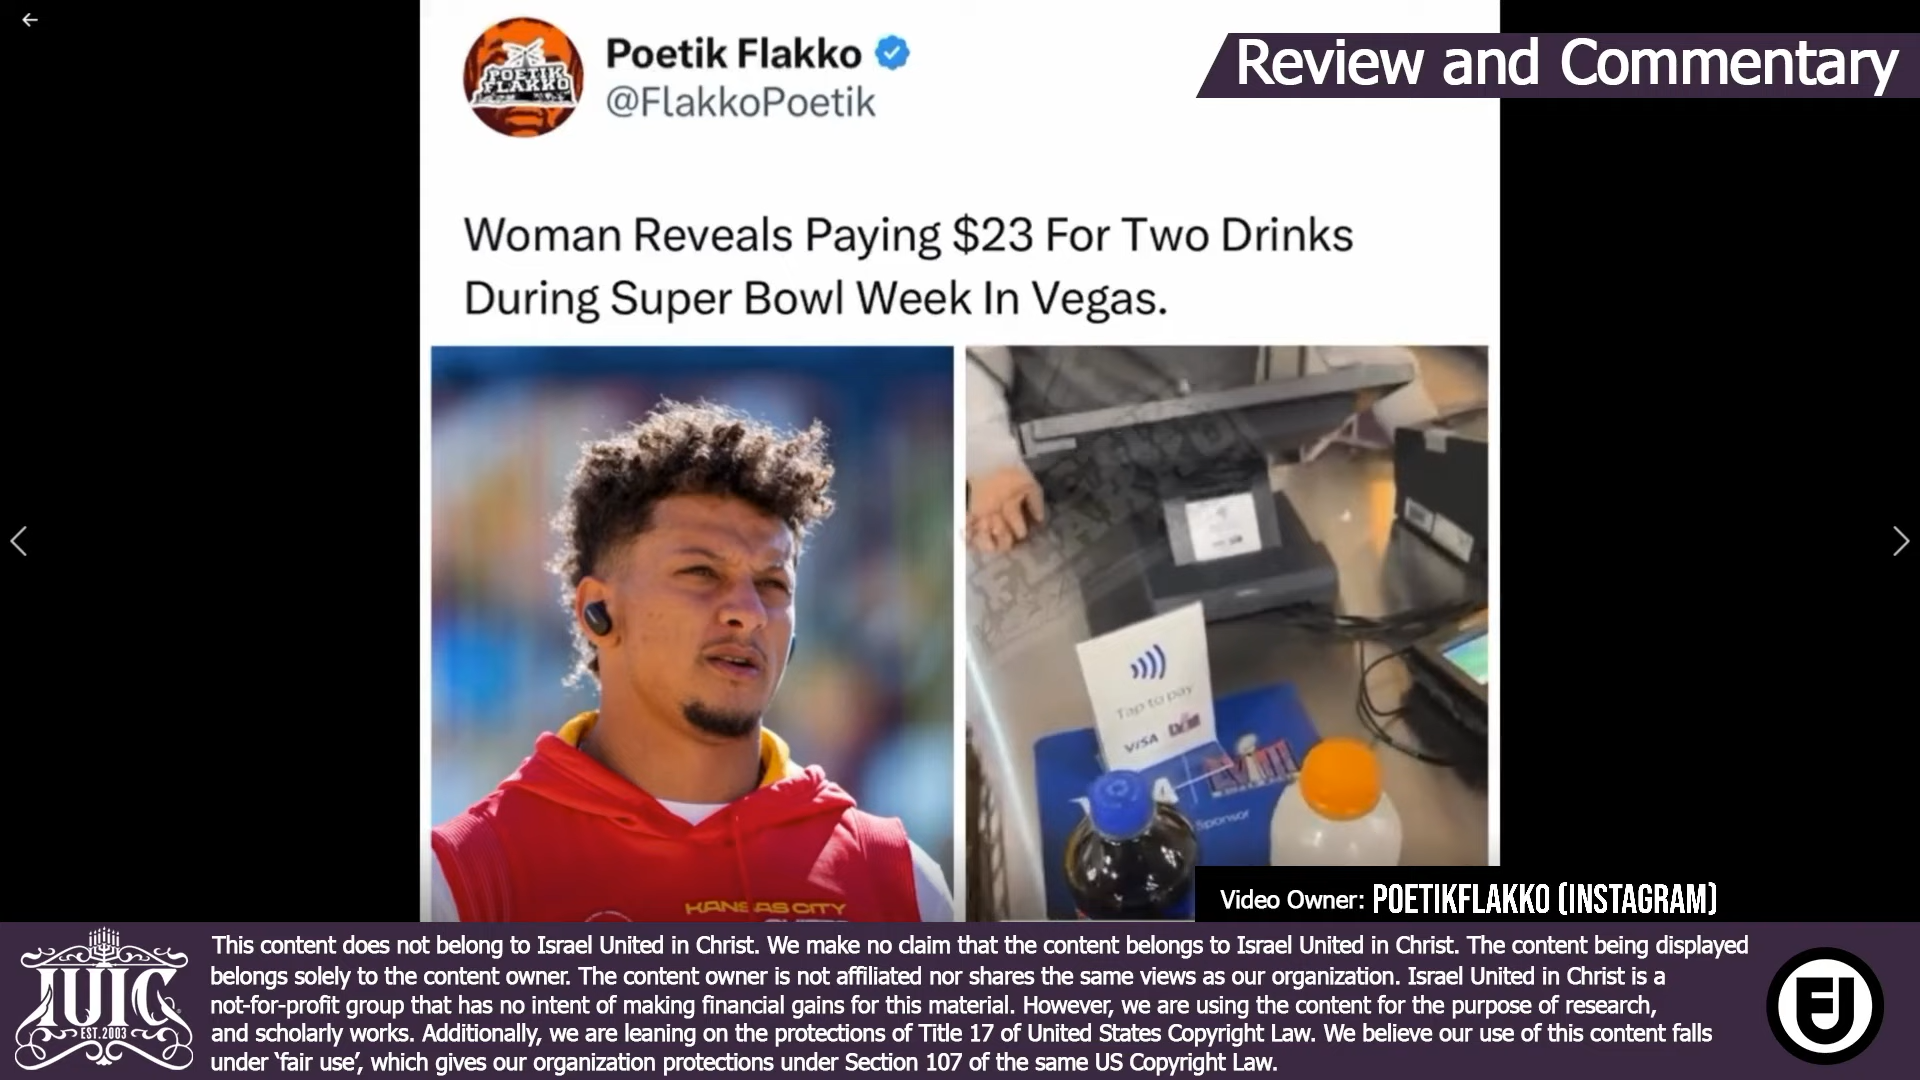 Review and Commentary
POETIK
FLAKKO
Poetik Flakko
@FlakkoPoetik
Woman Reveals Paying $23 For Two Drinks
During Super Bowl Week In Vegas.
Tap to pay
VISA
LVIII
Sponsor
KANSAS CITY
Video Owner: POETIKFLAKKO (INSTAGRAM)
This content does not belong to Israel United in Christ. We make no claim that the content belongs to Israel United in Christ. The content being displayed
belongs solely to the content owner. The content owner is not affiliated nor shares the same views as our organization. Israel United in Christ is a
not-for-profit group that has no intent of making financial gains for this material. However, we are using the content for the purpose of research,
and scholarly works. Additionally, we are leaning on the protections of Title 17 of United States Copyright Law. We believe our use of this content falls
under ‘fair use’, which gives our organization protections under Section 107 of the same US Copyright Law.
IUIC
EST. 2003